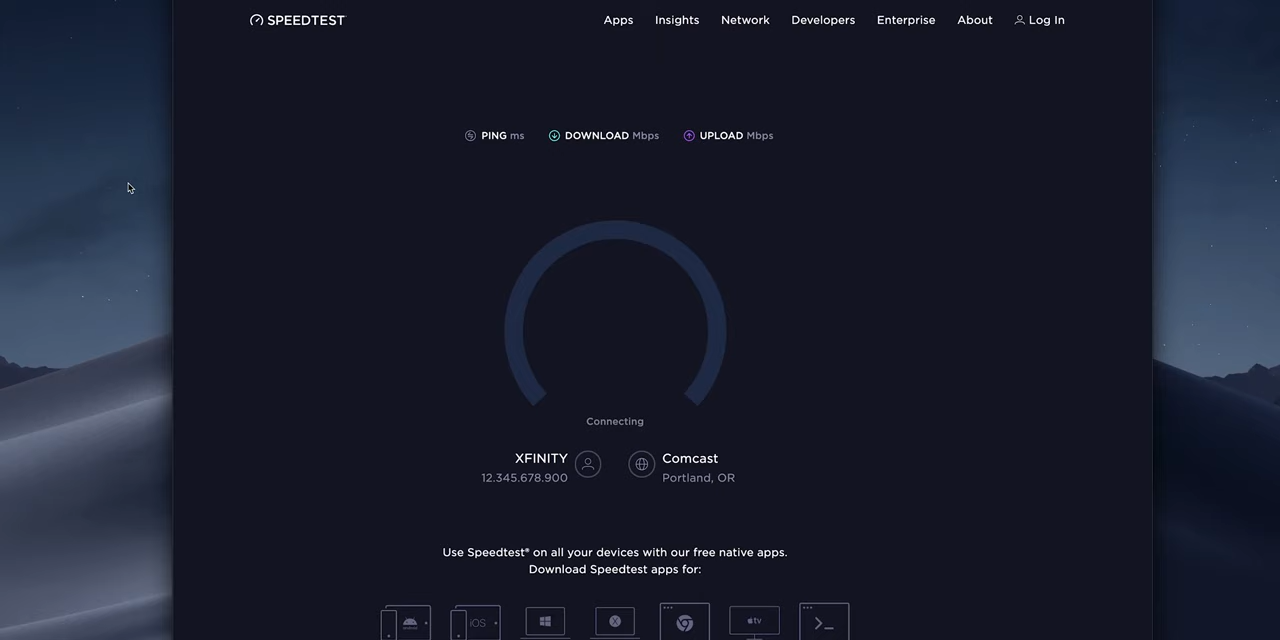 SPEEDTEST
Apps Insights Network Developers Enterprise About Log In
PING ms DOWNLOAD Mbps UPLOAD Mbps
Connecting
XFINITY
12.345.678.900
Comcast
Portland, OR
Use Speedtest® on all your devices with our free native apps.
Download Speedtest apps for:
iOS
tv